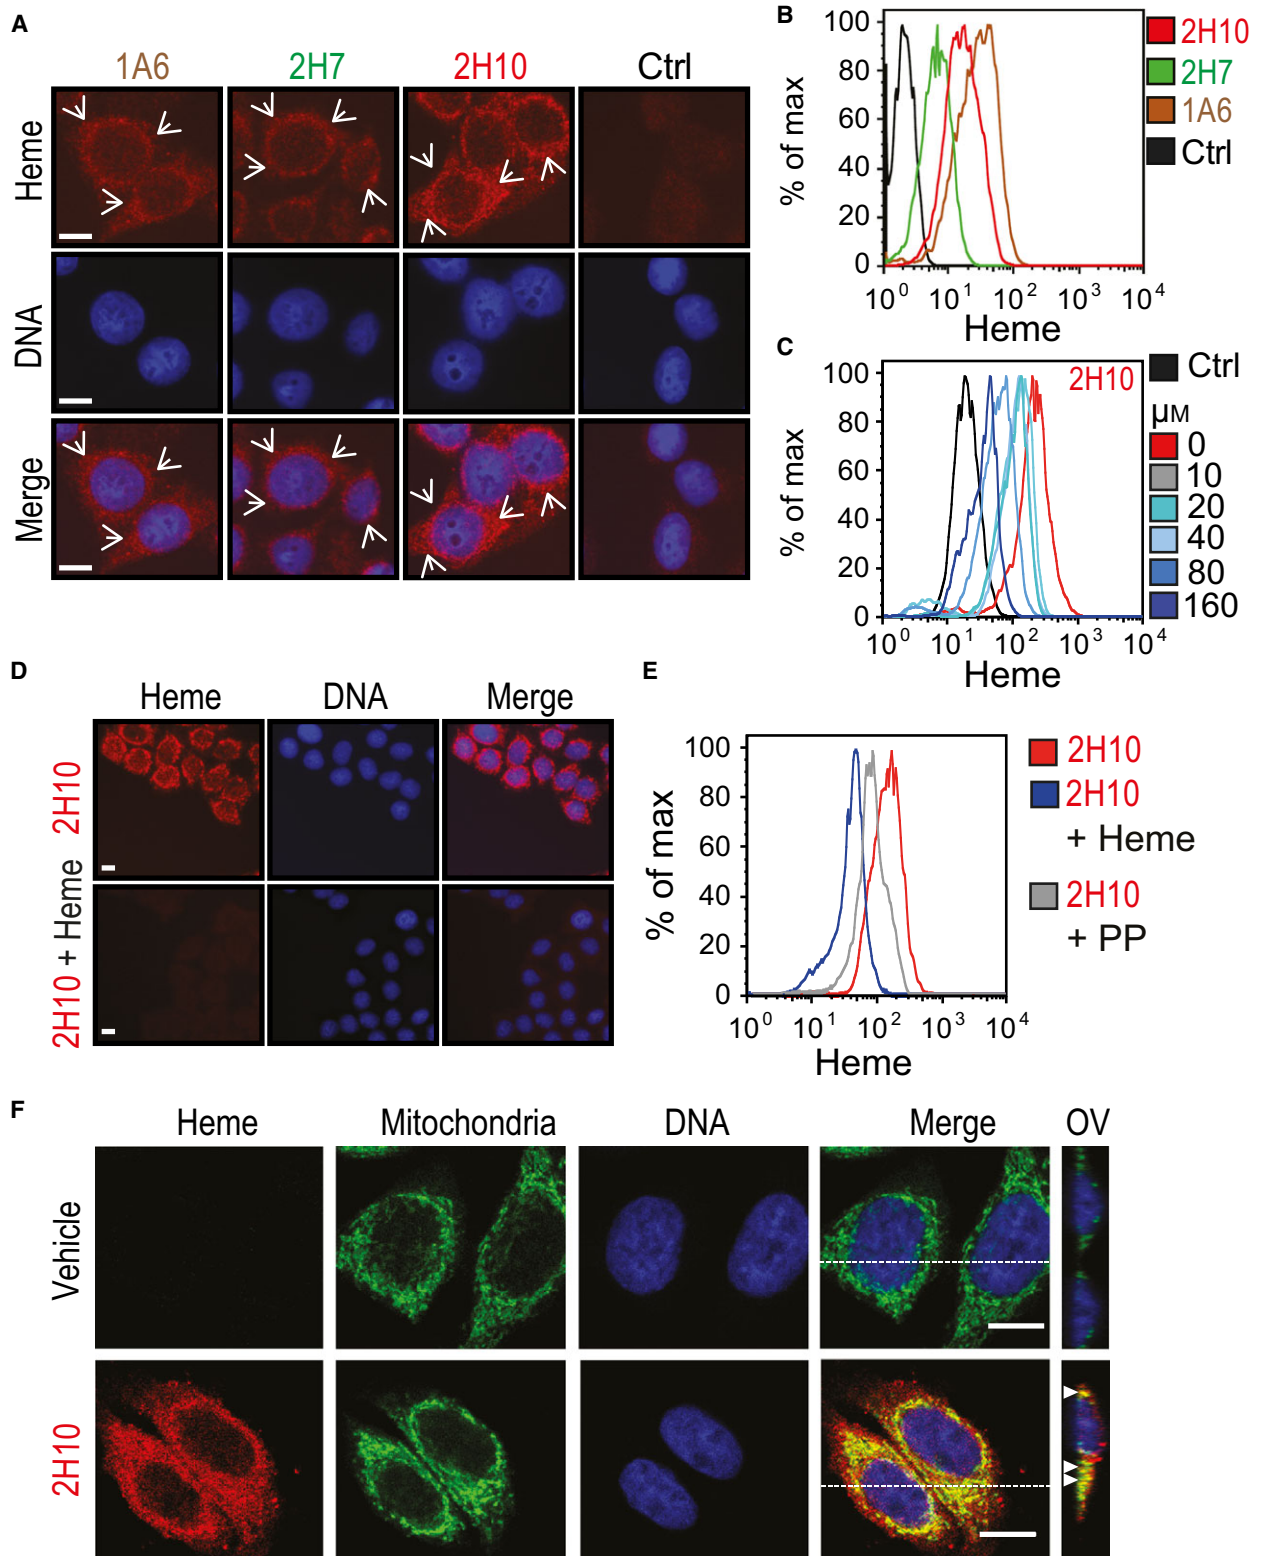 A
1A6 2H7 2H10 Ctrl
Heme
DNA
Merge
B
100
80
60
40
20
0
% of max
10^0 10^1 10^2 10^3 10^4
Heme
2H10
2H7
1A6
Ctrl
C
2H10
100
80
60
40
20
0
% of max
10^0 10^1 10^2 10^3 10^4
Heme
Ctrl
µM
0
10
20
40
80
160
D
Heme DNA Merge
2H10
2H10 + Heme
E
100
80
60
40
20
0
% of max
10^0 10^1 10^2 10^3 10^4
Heme
2H10
2H10
+ Heme
2H10
+ PP
F
Heme Mitochondria DNA Merge OV
Vehicle
2H10